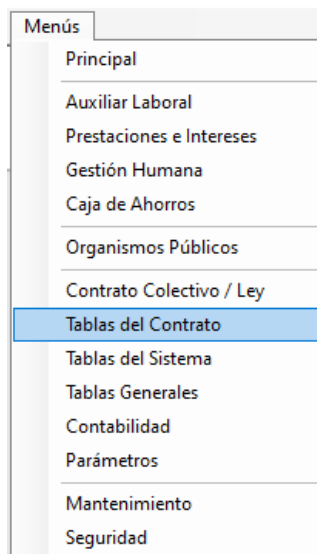 Menús
Principal
Auxiliar Laboral
Prestaciones e Intereses
Gestión Humana
Caja de Ahorros
Organismos Públicos
Contrato Colectivo / Ley
Tablas del Contrato
Tablas del Sistema
Tablas Generales
Contabilidad
Parámetros
Mantenimiento
Seguridad